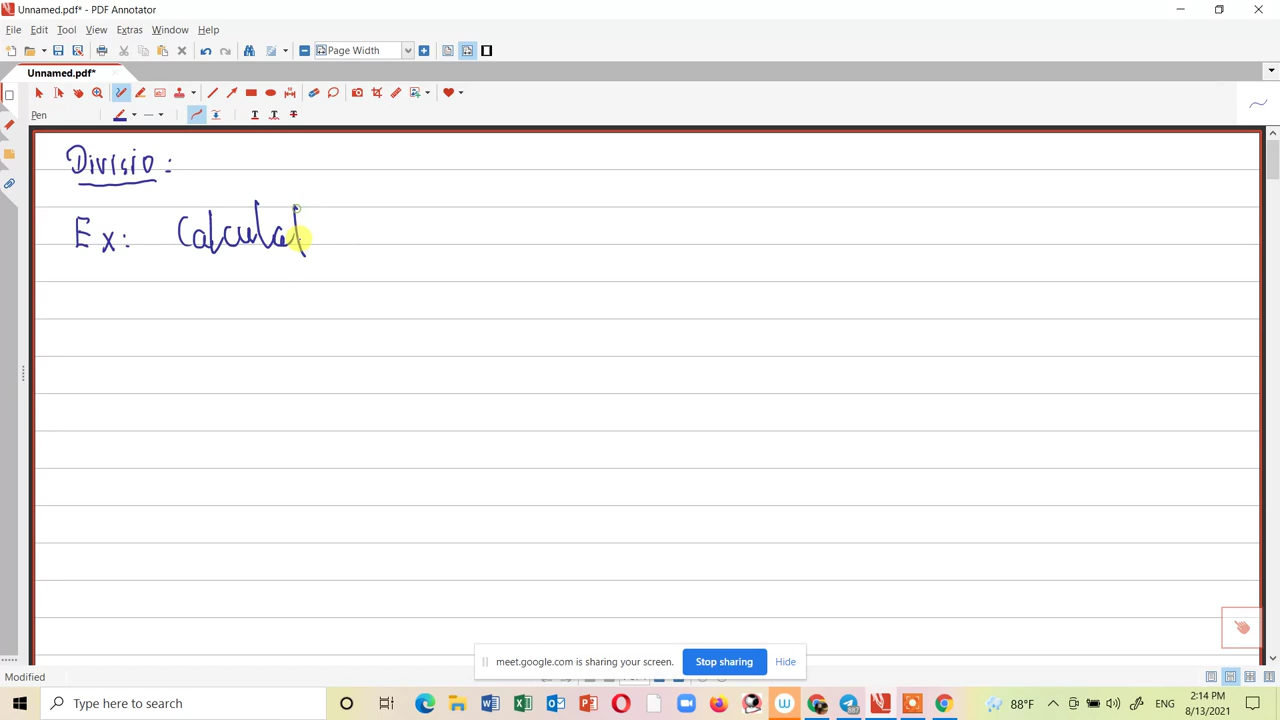 Unnamed.pdf* - PDF Annotator
File Edit Tool View Extras Window Help
Page Width
Unnamed.pdf*
Pen
Divisio:
Ex: Calculat
meet.google.com is sharing your screen. Stop sharing Hide
Modified
Type here to search
887
88°F
ENG
2:14 PM
8/13/2021